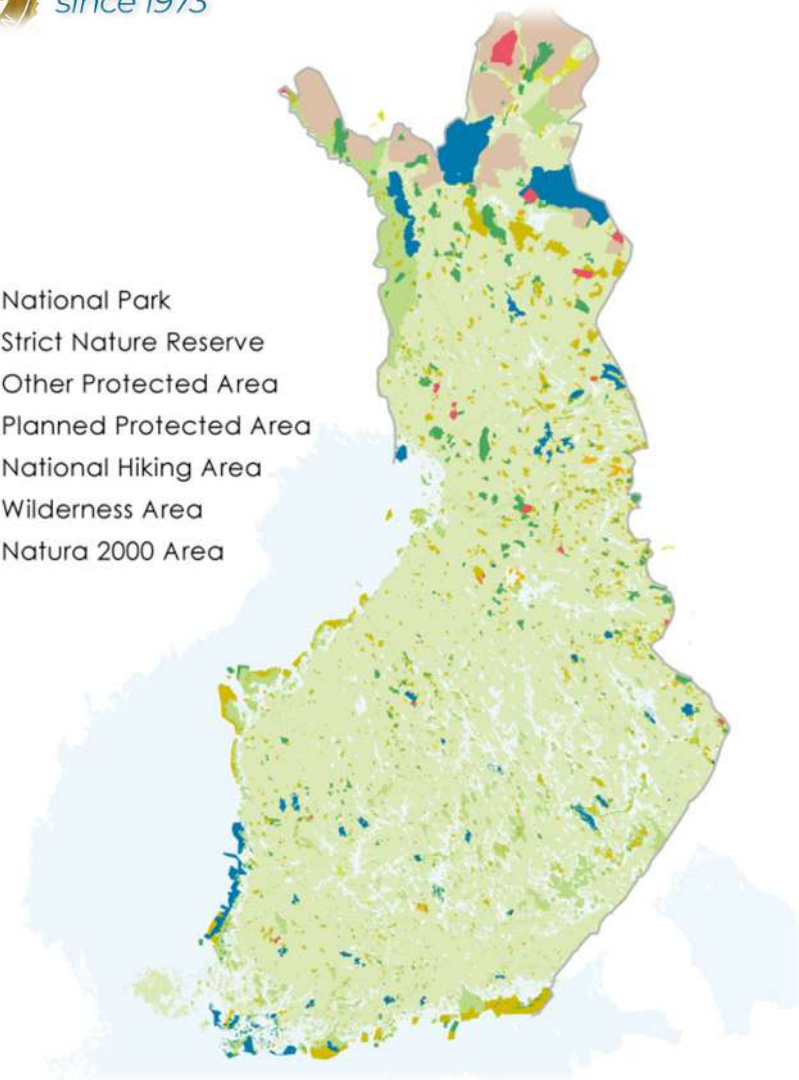 since 1973
National Park
Strict Nature Reserve
Other Protected Area
Planned Protected Area
National Hiking Area
Wilderness Area
Natura 2000 Area